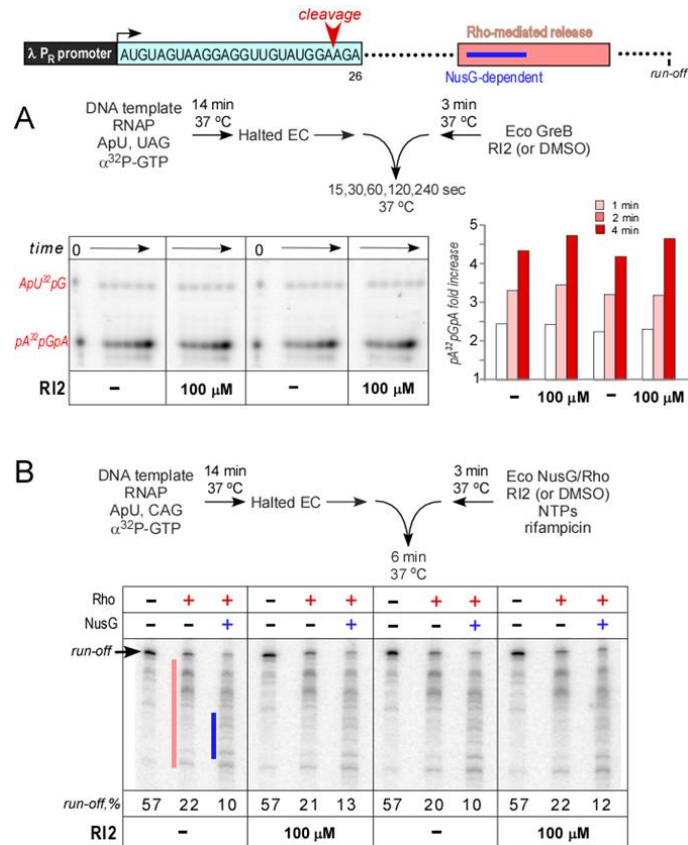 cleavage
λ PR promoter
AUGUAGUAAGGAGGUUGUAUGGAAGA
26
Rho-mediated release
NusG-dependent
run-off
A
DNA template
RNAP
ApU, UAG
α32P-GTP
14 min
37 ºC
Halted EC
3 min
37 ºC
Eco GreB
RI2 (or DMSO)
15,30,60,120,240 sec
37 ºC
time 0 0
ApU32pG
pA32pGpA
RI2 – 100 µM – 100 µM
pA32pGpA fold increase
5
4
3
2
1
1 min
2 min
4 min
– 100 µM – 100 µM
B
DNA template
RNAP
ApU, CAG
α32P-GTP
14 min
37 ºC
Halted EC
3 min
37 ºC
Eco NusG/Rho
RI2 (or DMSO)
NTPs
rifampicin
6 min
37 ºC
Rho – + + – + + – + + – + +
NusG – – + – – + – – + – – +
run-off
run-off,% 57 22 10 57 21 13 57 20 10 57 22 12
RI2 – 100 µM – 100 µM